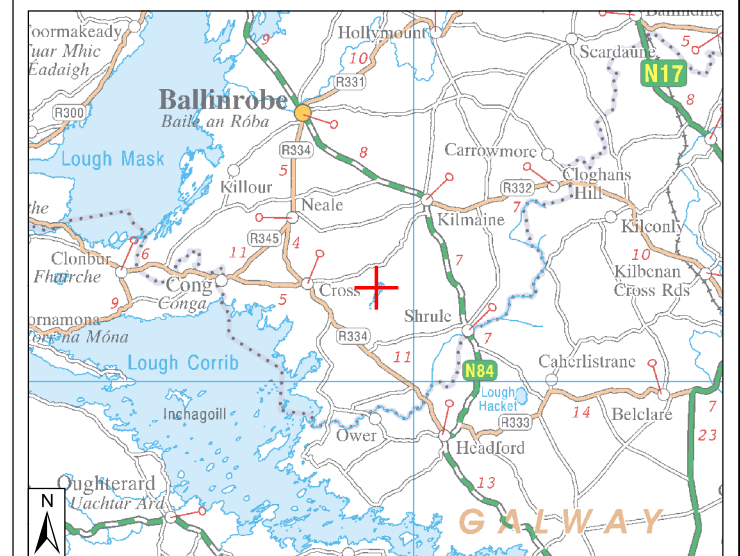 Toormakeady
Tuar Mhic
Éadaigh
Hollymount
Scardaune
9
10
5
N17
R331
8
Ballinrobe
Baile an Róba
R300
R334
8
Lough Mask
5
Carrowmore
Cloghans
Hill
R332
7
Killour
Neale
Kilmaine
Kilconly
the
R345
4
11
6
Clonbur
Fhairche
10
Kilbenan
Cross Rds
7
Cong
Conga
5
Cross
9
Shrule
R334
7
11
Lough Corrib
N84
Caherlistrane
Lough
Hacket
Inchagoill
14
Belclare
7
R333
23
Ower
Headford
Oughterard
Uachtar Ard
13
N
GALWAY